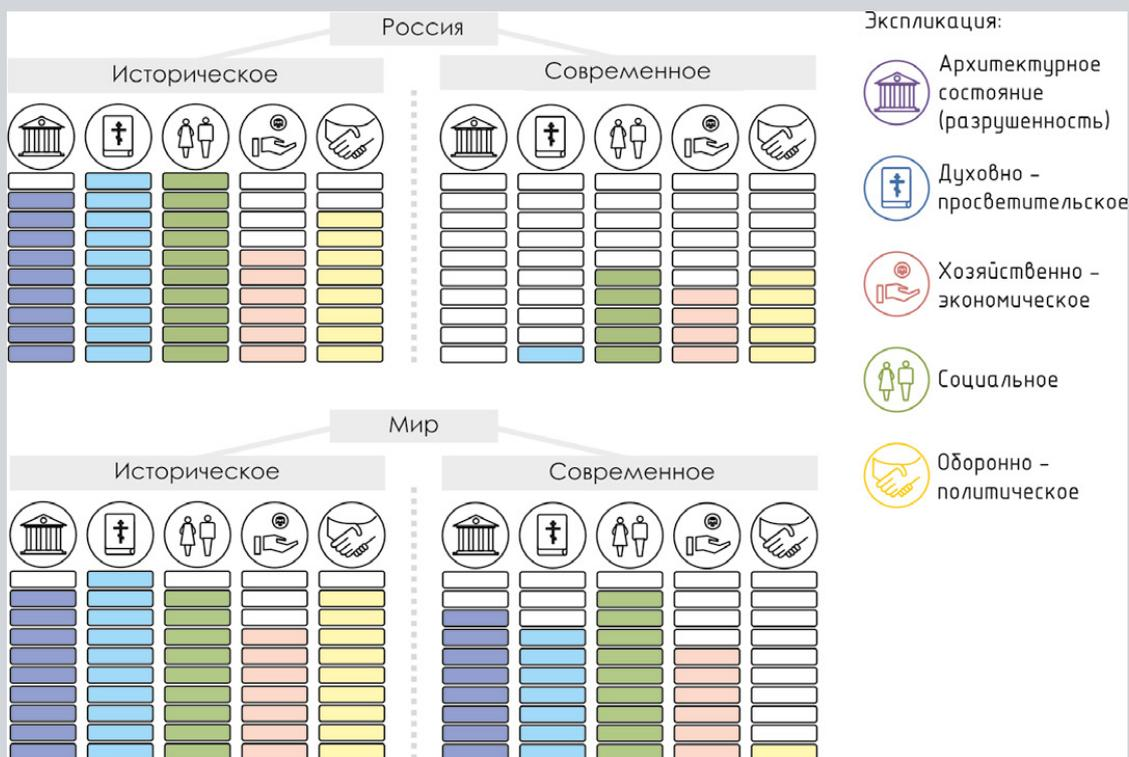 Россия
Историческое
Современное
Мир
Историческое
Современное
Экспликация:
Архитектурное
состояние
(разрушенность)
Духовно –
просветительское
Хозяйственно –
экономическое
Социальное
Оборонно –
политическое